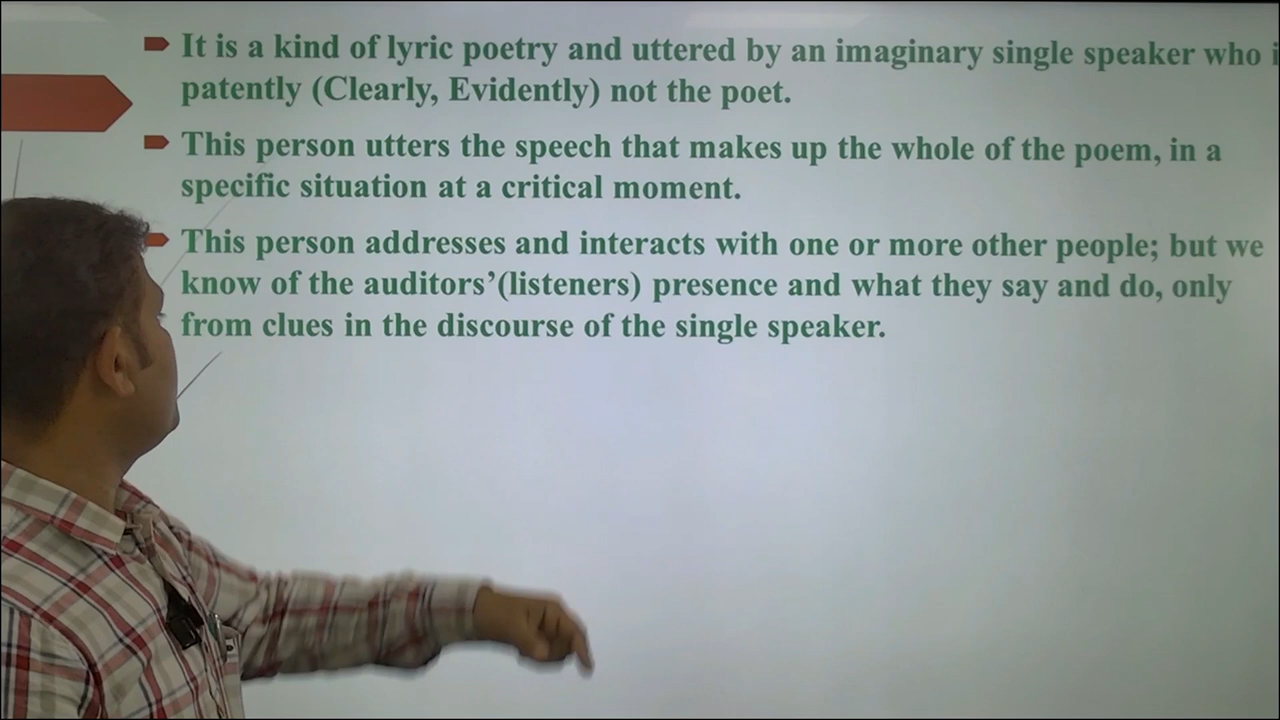 It is a kind of lyric poetry and uttered by an imaginary single speaker who
patently (Clearly, Evidently) not the poet.
This person utters the speech that makes up the whole of the poem, in a
specific situation at a critical moment.
This person addresses and interacts with one or more other people; but we
know of the auditors’(listeners) presence and what they say and do, only
from clues in the discourse of the single speaker.